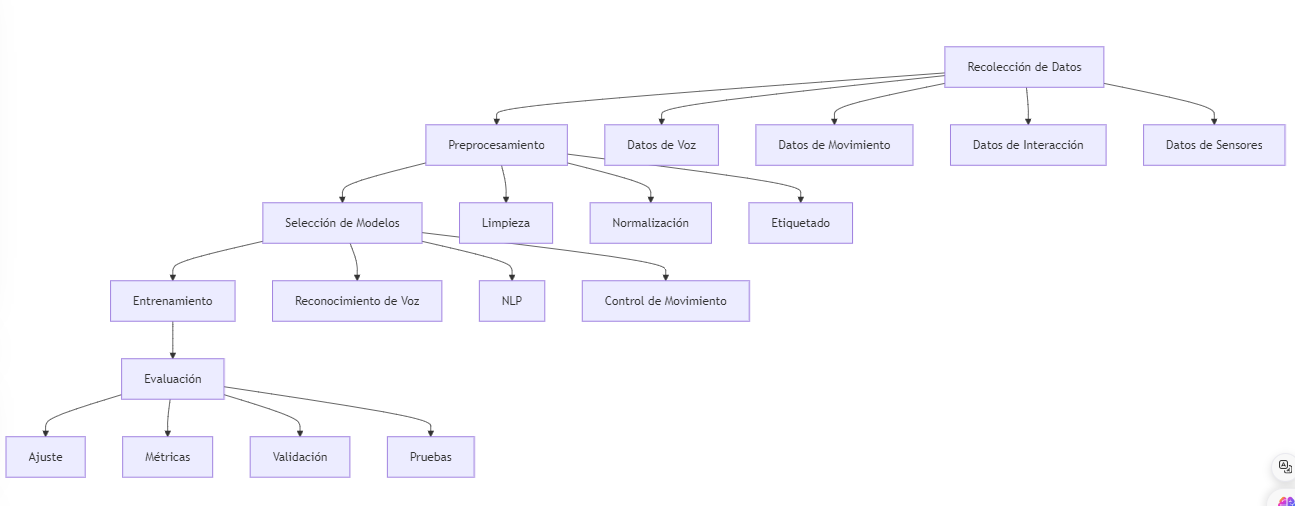 Recolección de Datos
Preprocesamiento
Datos de Voz
Datos de Movimiento
Datos de Interacción
Datos de Sensores
Selección de Modelos
Limpieza
Normalización
Etiquetado
Entrenamiento
Reconocimiento de Voz
NLP
Control de Movimiento
Evaluación
Ajuste
Métricas
Validación
Pruebas